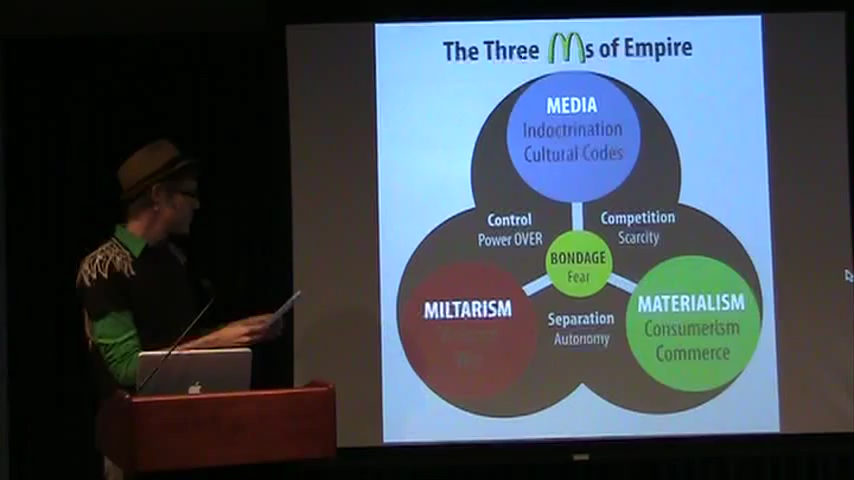 The Three Ms of Empire
MEDIA
Indoctrination
Cultural Codes
Control
Power OVER
Competition
Scarcity
BONDAGE
Fear
MILTARISM
MATERIALISM
Consumerism
Commerce
Separation
Autonomy